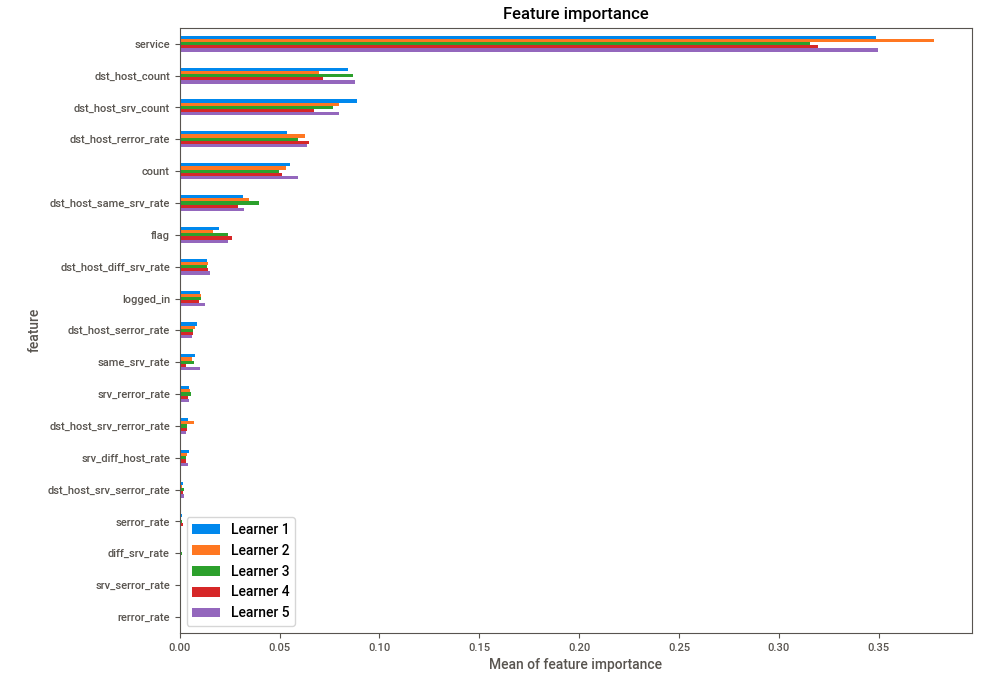 Feature importance
service
dst_host_count
dst_host_srv_count
dst_host_rerror_rate
count
dst_host_same_srv_rate
flag
dst_host_diff_srv_rate
logged_in
dst_host_serror_rate
same_srv_rate
srv_rerror_rate
dst_host_srv_rerror_rate
srv_diff_host_rate
dst_host_srv_serror_rate
serror_rate
diff_srv_rate
srv_serror_rate
rerror_rate
feature
Learner 1
Learner 2
Learner 3
Learner 4
Learner 5
0.00 0.05 0.10 0.15 0.20 0.25 0.30 0.35
Mean of feature importance